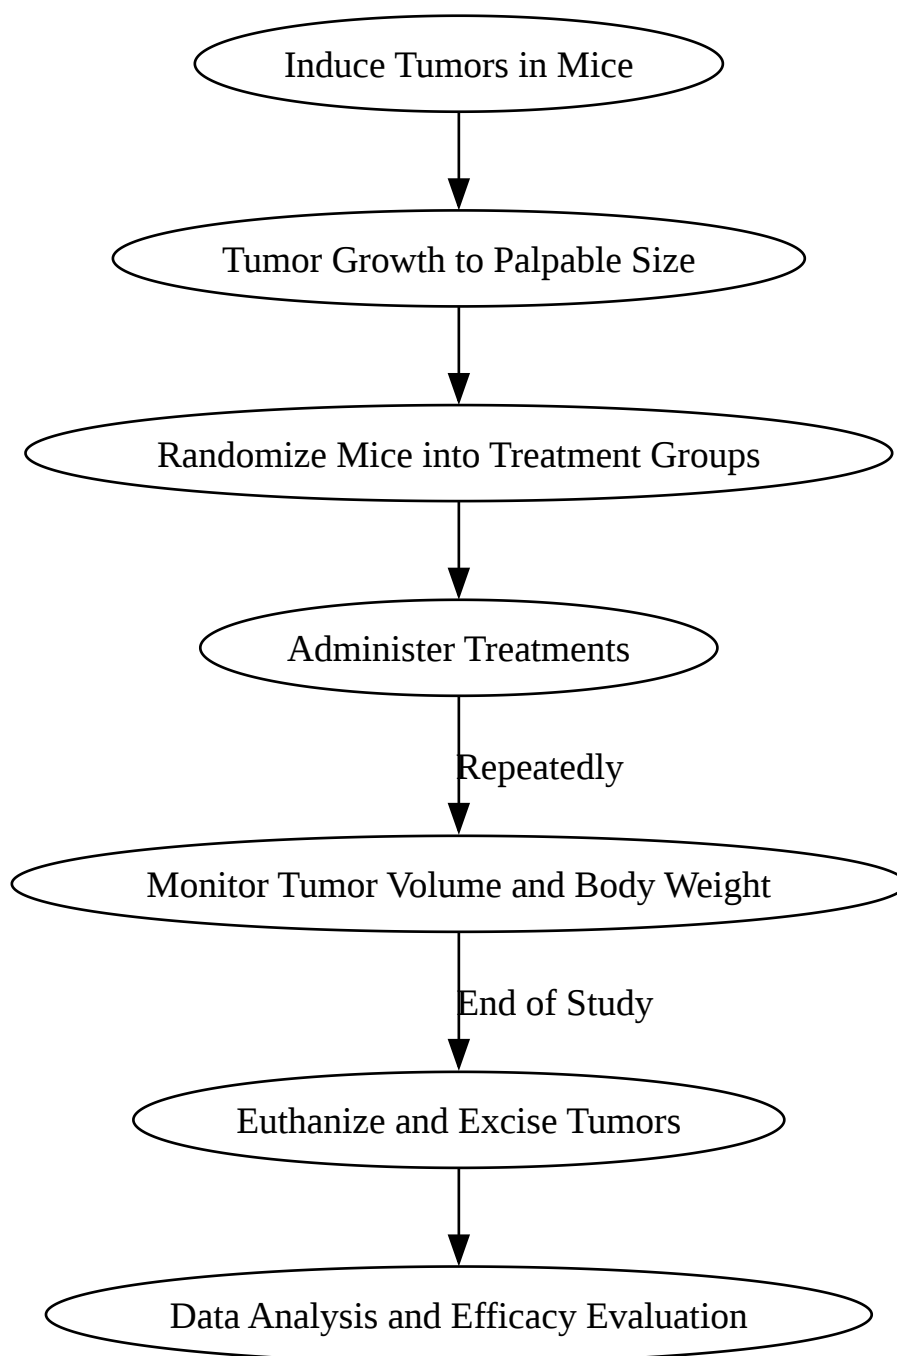 Induce Tumors in Mice
Tumor Growth to Palpable Size
Randomize Mice into Treatment Groups
Administer Treatments
Repeatedly
Monitor Tumor Volume and Body Weight
End of Study
Euthanize and Excise Tumors
Data Analysis and Efficacy Evaluation